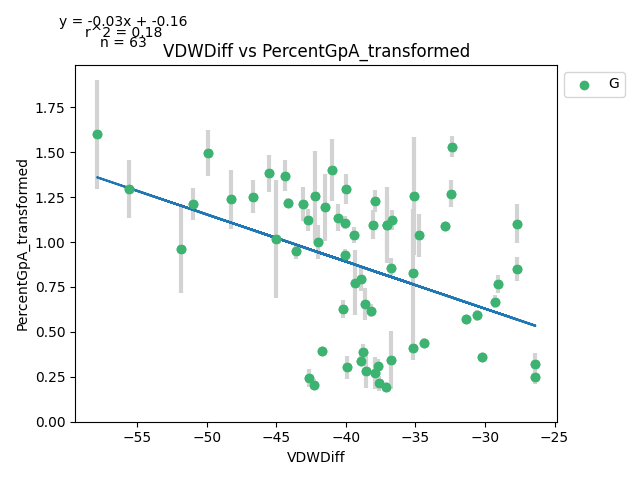 y = -0.03x + -0.16
r^2 = 0.18
n = 63
VDWDiff vs PercentGpA_transformed
G
PercentGpA_transformed
1.75
1.50
1.25
1.00
0.75
0.50
0.25
0.00
−55 −50 −45 −40 −35 −30 −25
VDWDiff